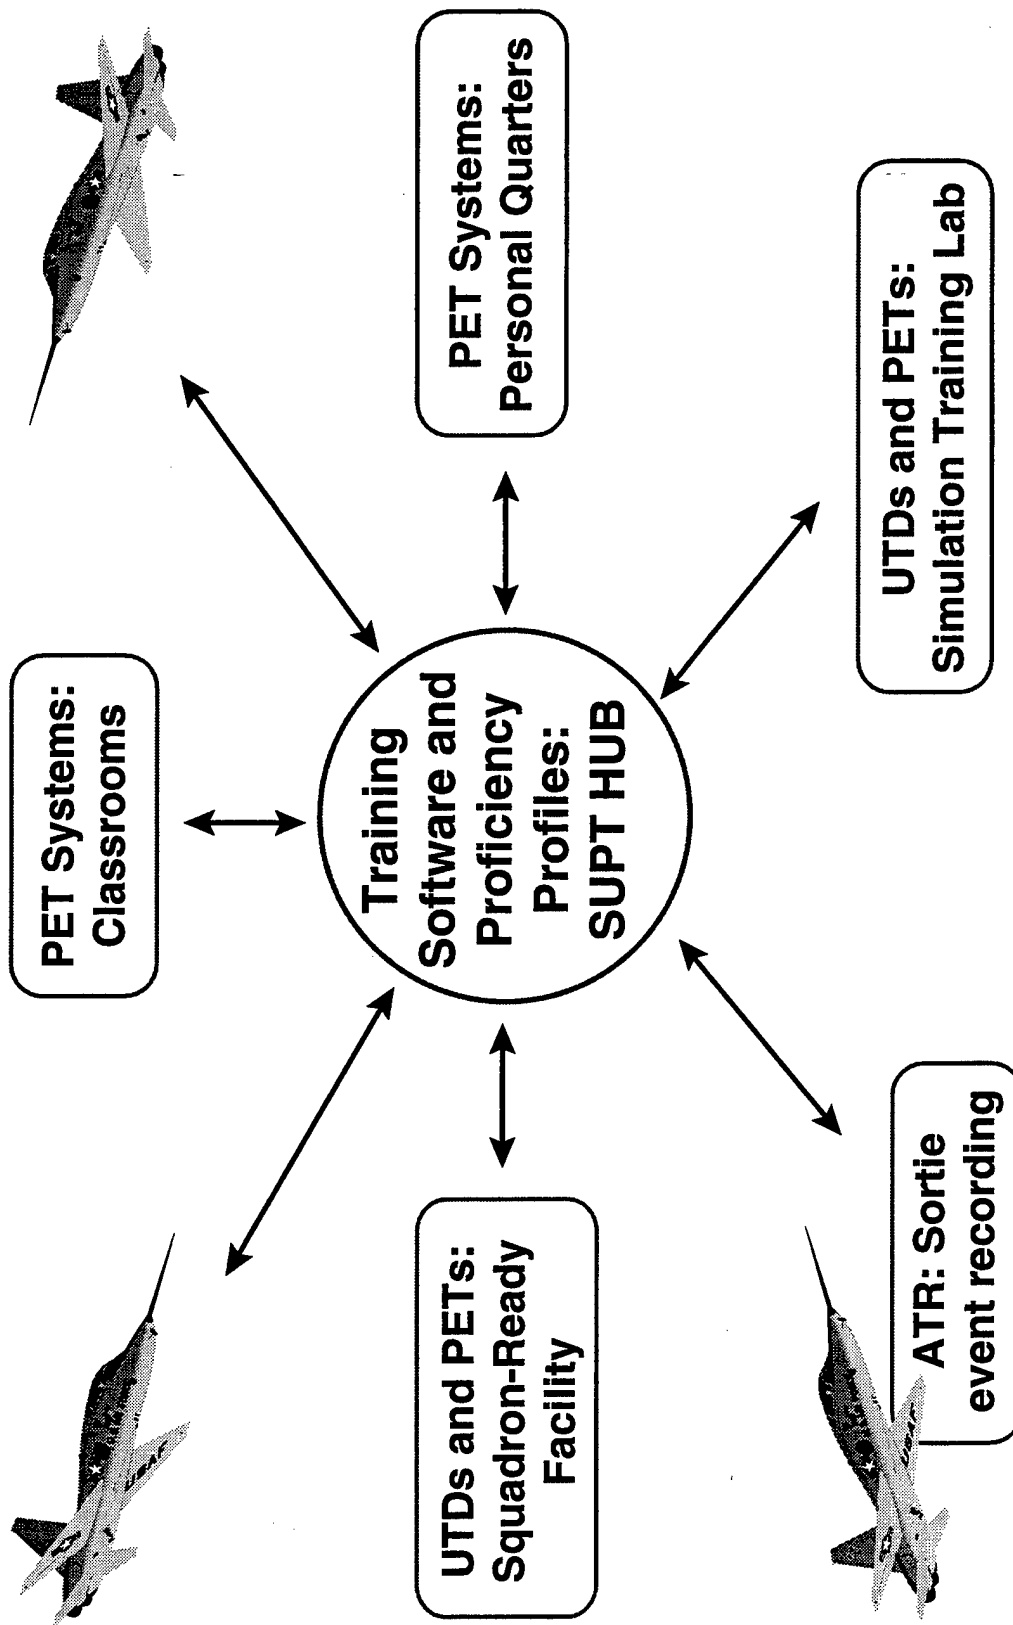 PET Systems:
Classrooms
USAF
UTDs and PETs:
Squadron-Ready
Facility
Training
Software and
Proficiency
Profiles:
SUPT HUB
PET Systems:
Personal Quarters
USAF
ATR: Sortie
event recording
UTDs and PETs:
Simulation Training Lab